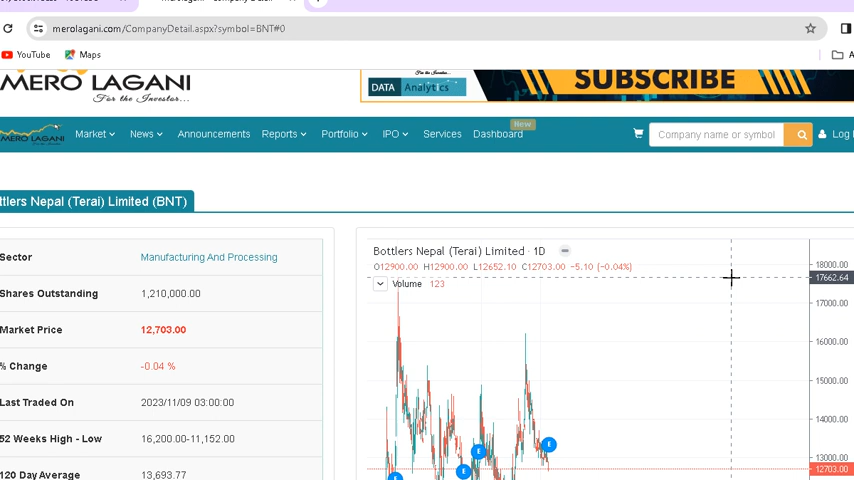 merolagani.com/CompanyDetail.aspx?symbol=BNT#0
YouTube
Maps
MERO LAGANI
For the Investor...
DATA Analytics
SUBSCRIBE
MERO LAGANI
Market
News
Announcements
Reports
Portfolio
IPO
Services
Dashboard
Now
Company name or symbol
Log
ttlers Nepal (Terai) Limited (BNT)
Sector Manufacturing And Processing
Shares Outstanding 1,210,000.00
Market Price 12,703.00
% Change -0.04 %
Last Traded On 2023/11/09 03:00:00
52 Weeks High - Low 16,200.00-11,152.00
120 Day Average 13,693.77
Bottlers Nepal (Terai) Limited · 1D
O12900.00 H12900.00 L12652.10 C12703.00 −5.10 (−0.04%)
Volume 123
18000.00
17662.64
17000.00
16000.00
15000.00
14000.00
13000.00
12703.00
E
E
E
E